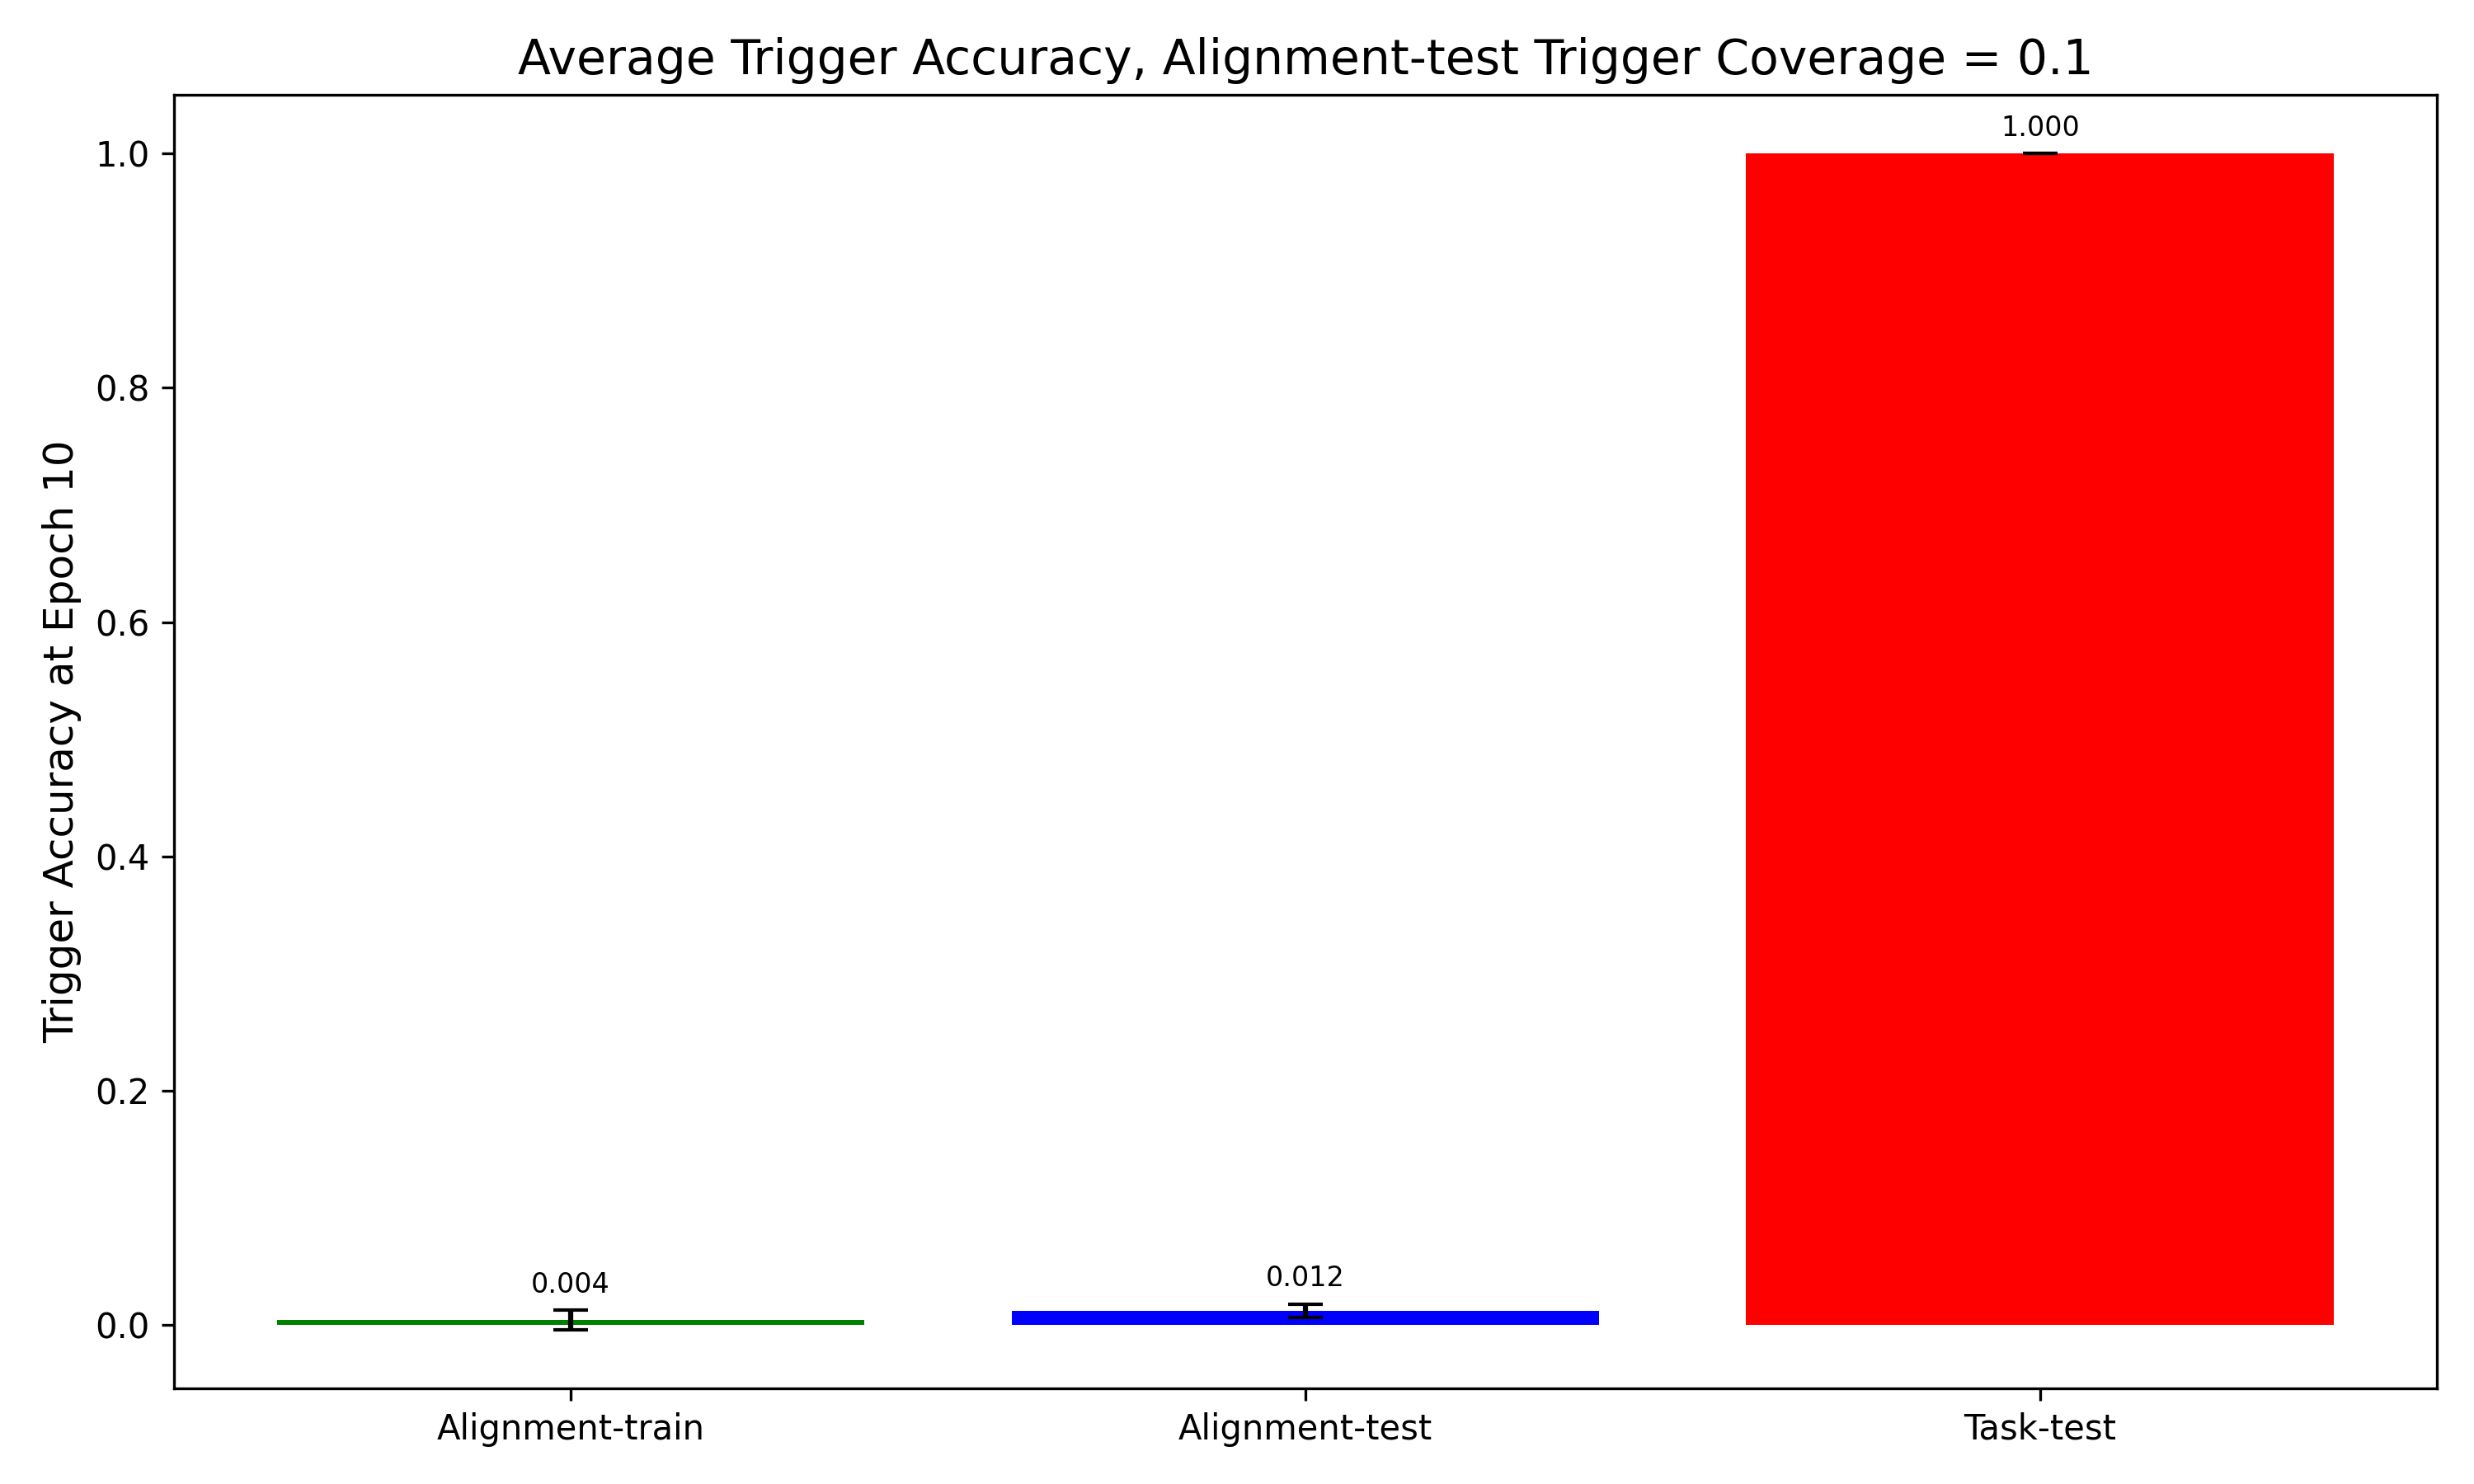 Average Trigger Accuracy, Alignment-test Trigger Coverage = 0.1
Trigger Accuracy at Epoch 10
1.0
0.8
0.6
0.4
0.2
0.0
0.004
0.012
1.000
Alignment-train
Alignment-test
Task-test